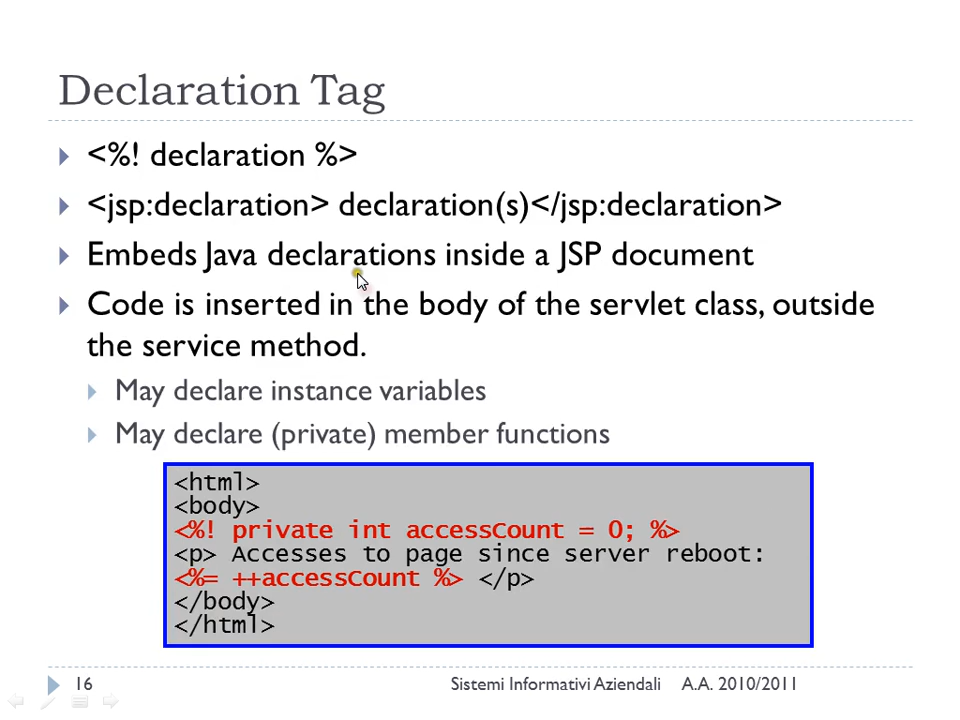 Declaration Tag
<%! declaration %>
<jsp:declaration> declaration(s)</jsp:declaration>
Embeds Java declarations inside a JSP document
Code is inserted in the body of the servlet class, outside
the service method.
May declare instance variables
May declare (private) member functions
<html>
<body>
<%! private int accessCount = 0; %>
<p> Accesses to page since server reboot:
<%= ++accessCount %> </p>
</body>
</html>
16 Sistemi Informativi Aziendali A.A. 2010/2011